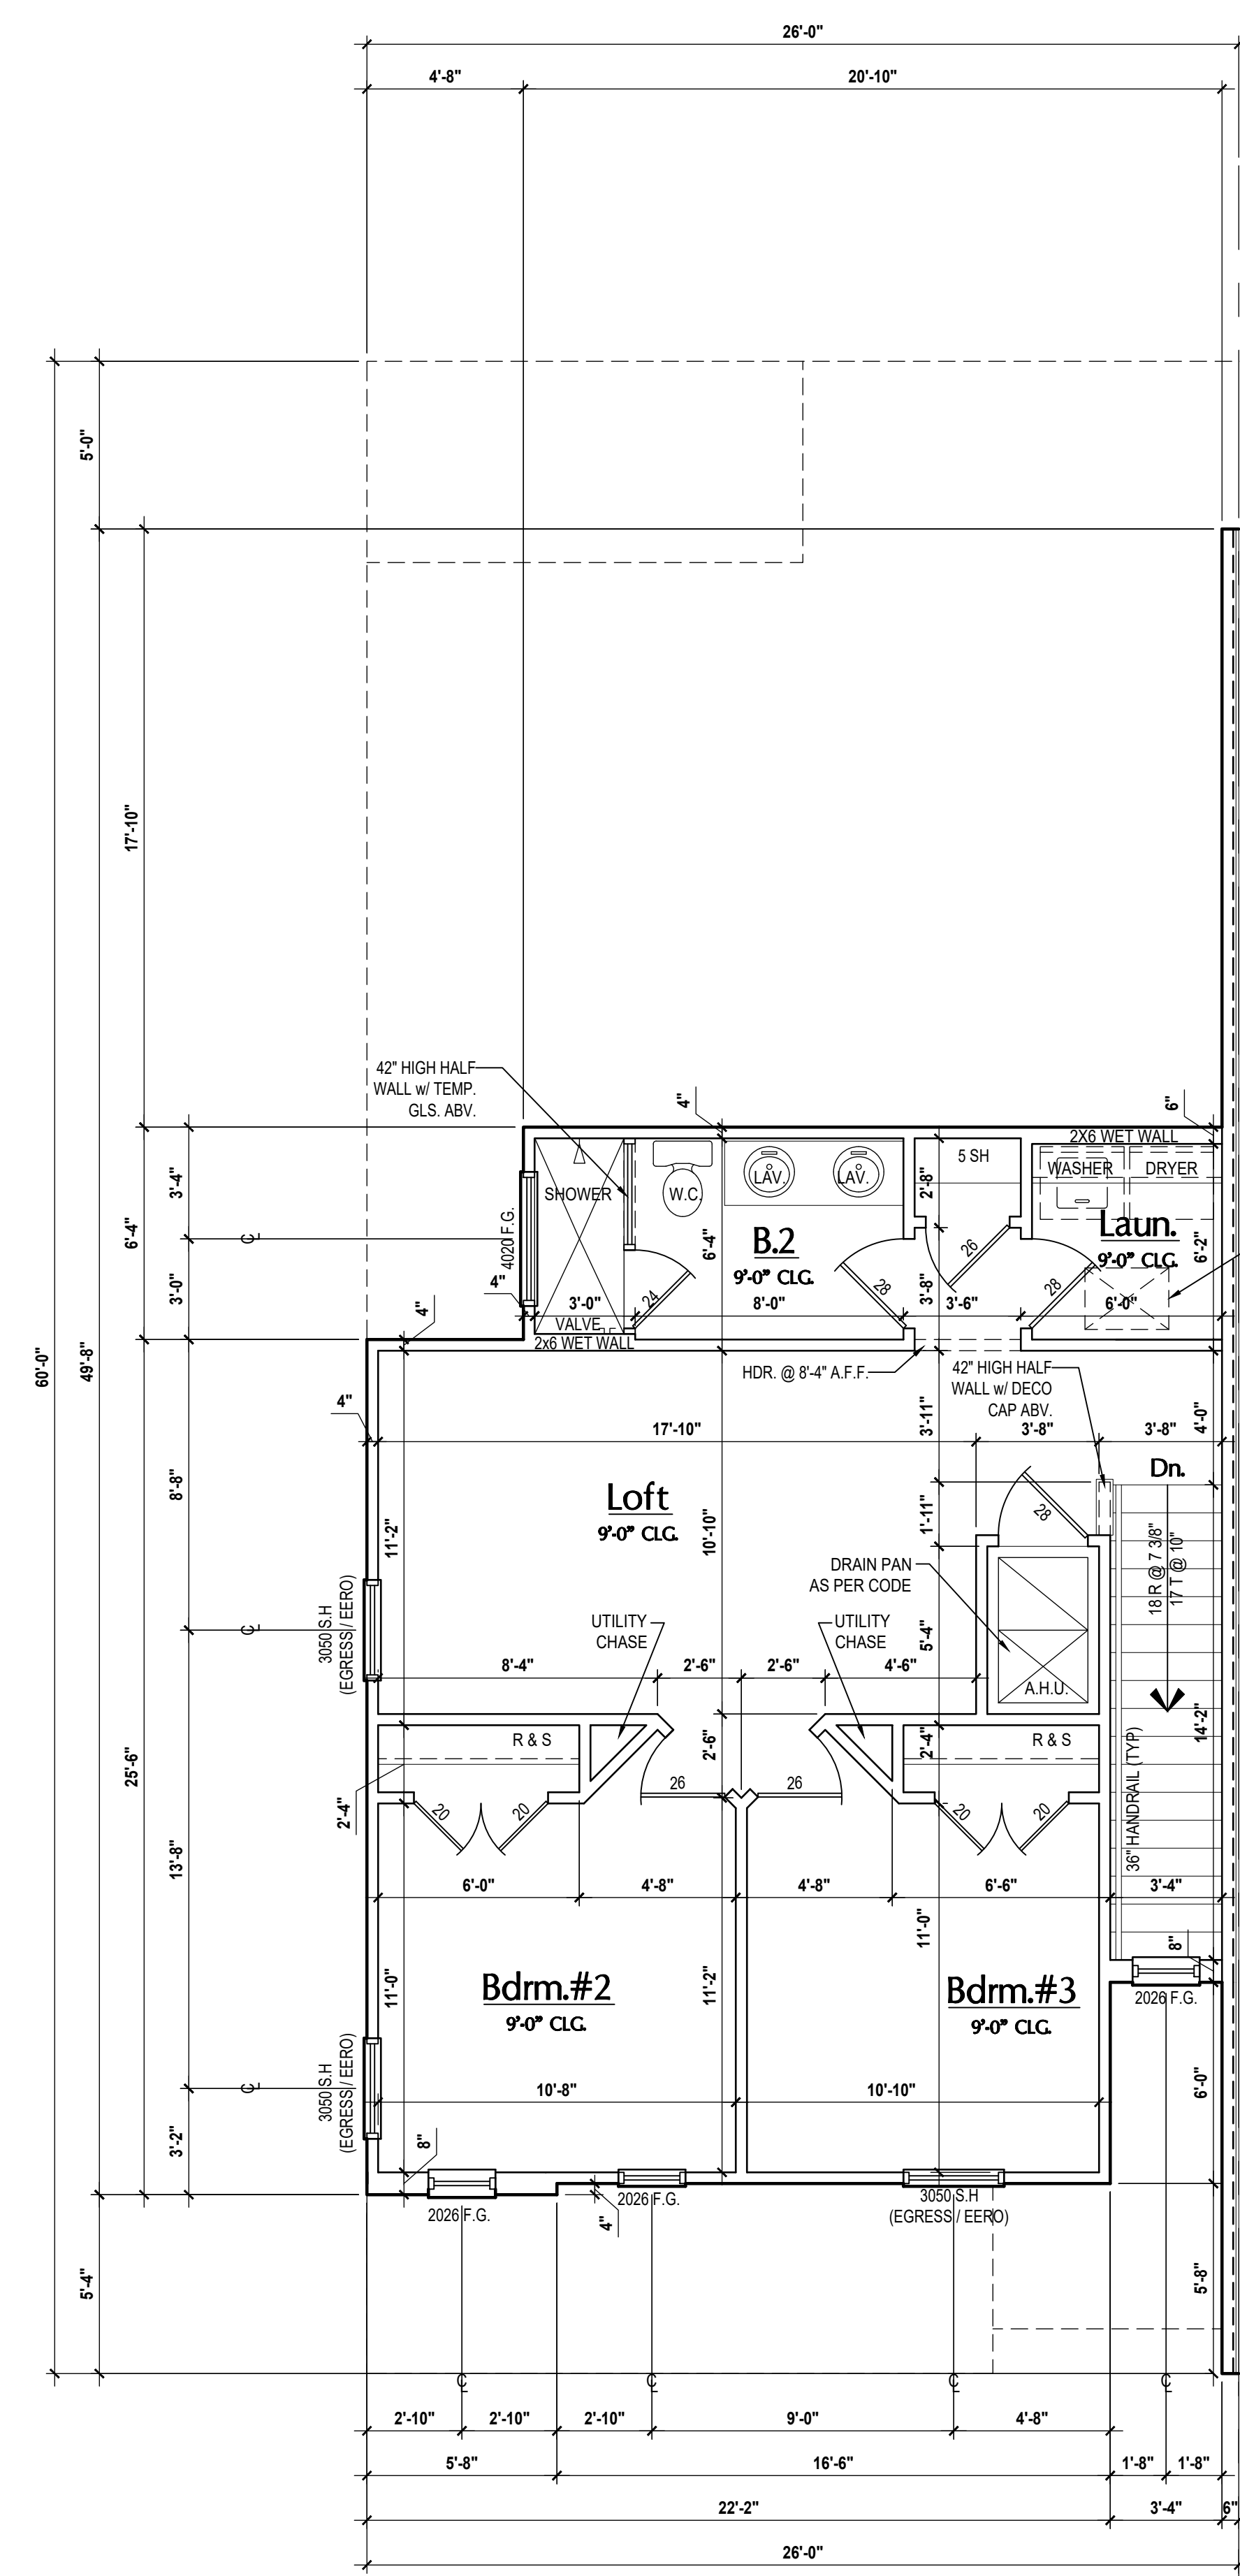 26'-0"
4'-8"
20'-10"
5'-0"
17'-10"
60'-0"
49'-8"
3'-4"
6'-4"
3'-0"
8'-8"
25'-6"
13'-8"
3'-2"
5'-4"
42" HIGH HALF
WALL w/ TEMP.
GLS. ABV.
4"
6"
2X6 WET WALL
5 SH
WASHER
DRYER
SHOWER
W.C.
LAV.
LAV.
2'-8"
4020 F.G.
B.2
9'-0" CLG.
6'-4"
Laun.
9'-0" CLG.
6'-2"
26
28
28
24
3'-8"
4"
3'-0"
8'-0"
3'-6"
6'-0"
VALVE
2x6 WET WALL
4"
HDR. @ 8'-4" A.F.F.
42" HIGH HALF
WALL w/ DECO
CAP ABV.
4"
17'-10"
3'-11"
3'-8"
3'-8"
4'-0"
Dn.
Loft
9'-0" CLG.
11'-2"
10'-10"
1'-11"
28
18 R @ 7 3/8"
17 T @ 10"
DRAIN PAN
AS PER CODE
3050 S.H
(EGRESS / EERO)
UTILITY
CHASE
UTILITY
CHASE
5'-4"
8'-4"
2'-6"
2'-6"
4'-6"
A.H.U.
R & S
2'-6"
2'-4"
R & S
14'-2"
26
26
20
20
20
20
2'-4"
36" HANDRAIL (TYP)
6'-0"
4'-8"
4'-8"
6'-6"
3'-4"
11'-0"
8"
Bdrm.#2
9'-0" CLG.
11'-0"
11'-2"
Bdrm.#3
9'-0" CLG.
2026 F.G.
3050 S.H
(EGRESS / EERO)
10'-8"
10'-10"
6'-0"
8"
2026 F.G.
2026 F.G.
4"
3050 S.H
(EGRESS / EERO)
5'-8"
2'-10"
2'-10"
2'-10"
9'-0"
4'-8"
5'-8"
16'-6"
1'-8"
1'-8"
22'-2"
3'-4"
6"
26'-0"